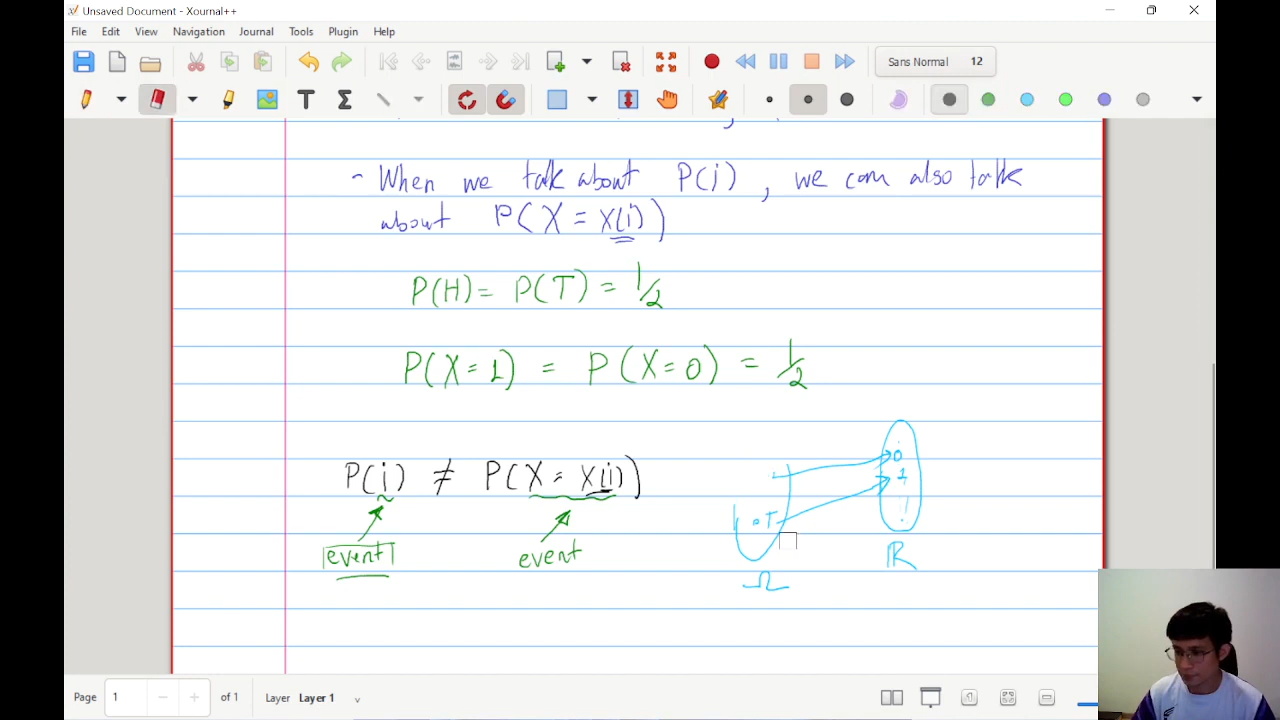 Unsaved Document - Xournal++
File Edit View Navigation Journal Tools Plugin Help
Sans Normal 12
- When we talk about P(i), we can also talk
about P(X = X(i))
P(H) = P(T) = 1/2
P(X=1) = P(X=0) = 1/2
P(i) ≠ P(X = X(i))
event event
0
1
T
Ω ℝ
Page 1 of 1 Layer Layer 1